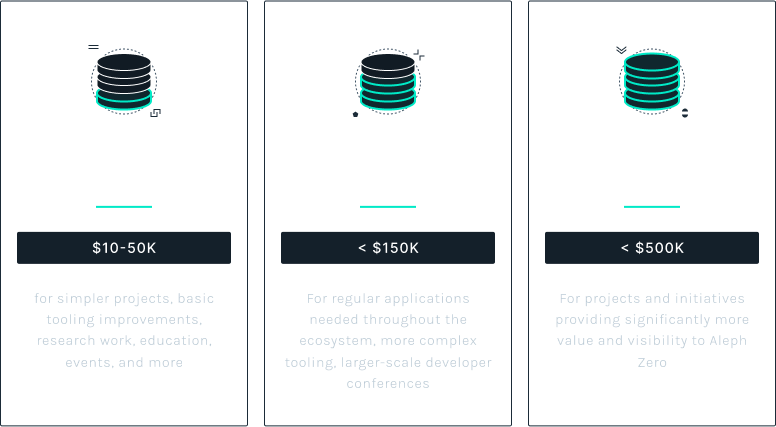 $10-50K
for simpler projects, basic
tooling improvements,
research work, education,
events, and more
< $150K
For regular applications
needed throughout the
ecosystem, more complex
tooling, larger-scale developer
conferences
< $500K
For projects and initiatives
providing significantly more
value and visibility to Aleph
Zero